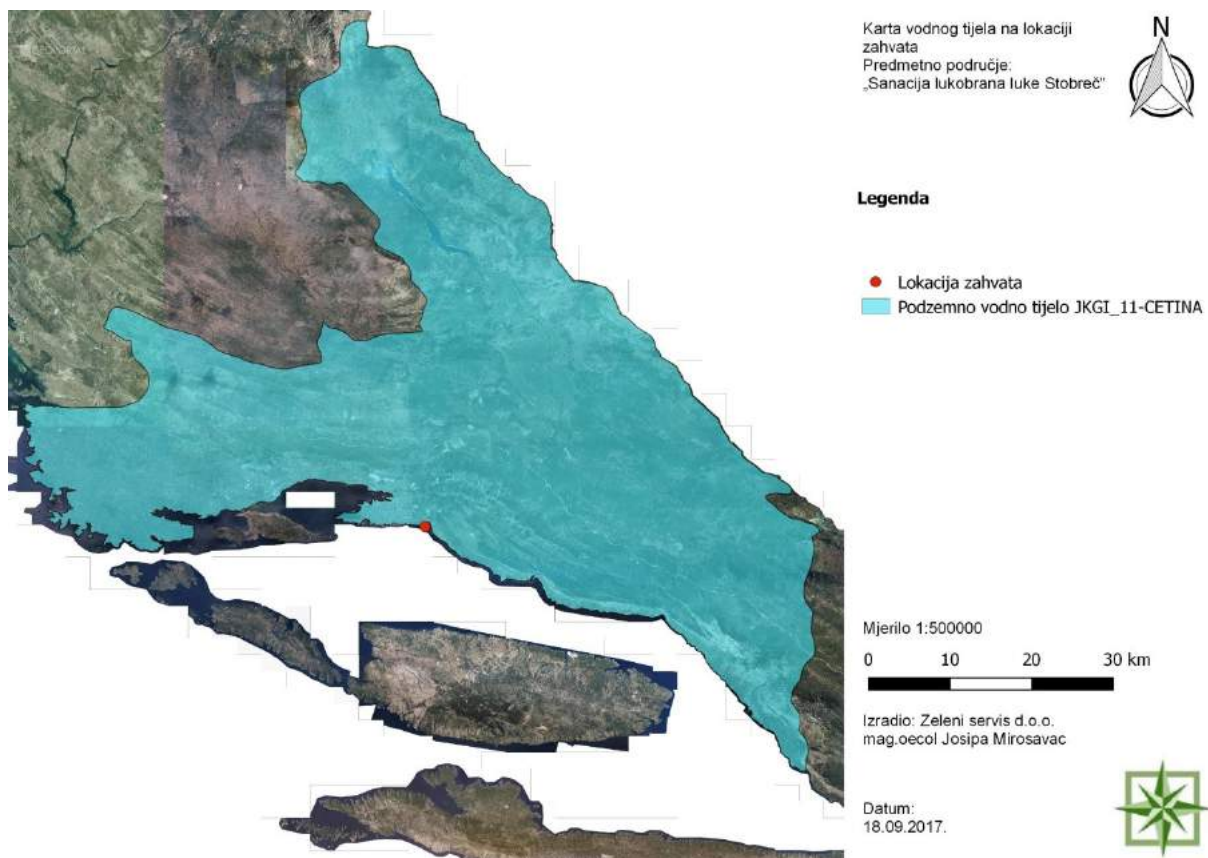 Karta vodnog tijela na lokaciji
zahvata
Predmetno područje:
„Sanacija lukobrana luke Stobreč"
N
Legenda
Lokacija zahvata
Podzemno vodno tijelo JKGI_11-CETINA
Mjerilo 1:500000
0 10 20 30 km
Izradio: Zeleni servis d.o.o.
mag.oecol Josipa Mirosavac
Datum:
18.09.2017.